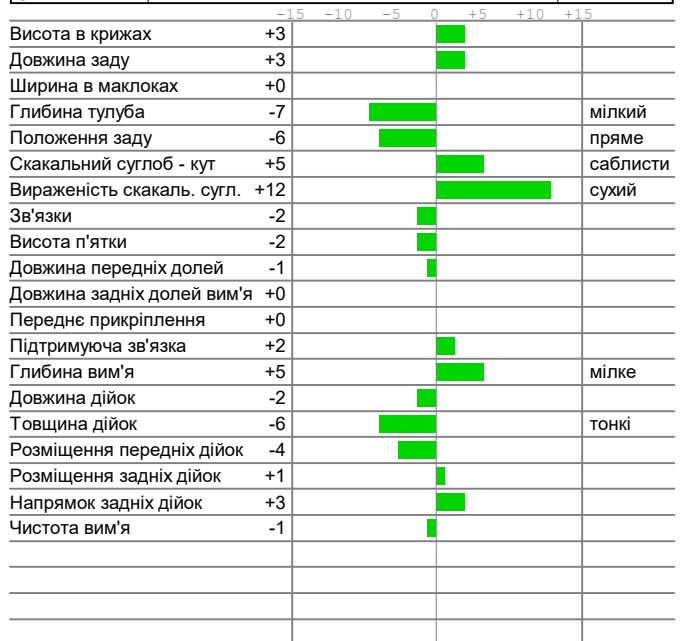 -15 -10 -5 0 +5 +10 +15
Висота в крижах +3
Довжина заду +3
Ширина в маклоках +0
Глибина тулуба -7 мілкий
Положення заду -6 пряме
Скакальний суглоб - кут +5 саблисти
Вираженість скакаль. сугл. +12 сухий
Зв'язки -2
Висота п'ятки -2
Довжина передніх долей -1
Довжина задніх долей вим'я +0
Переднє прикріплення +0
Підтримуюча зв'язка +2
Глибина вим'я +5 мілке
Довжина дійок -2
Товщина дійок -6 тонкі
Розміщення передніх дійок -4
Розміщення задніх дійок +1
Напрямок задніх дійок +3
Чистота вим'я -1